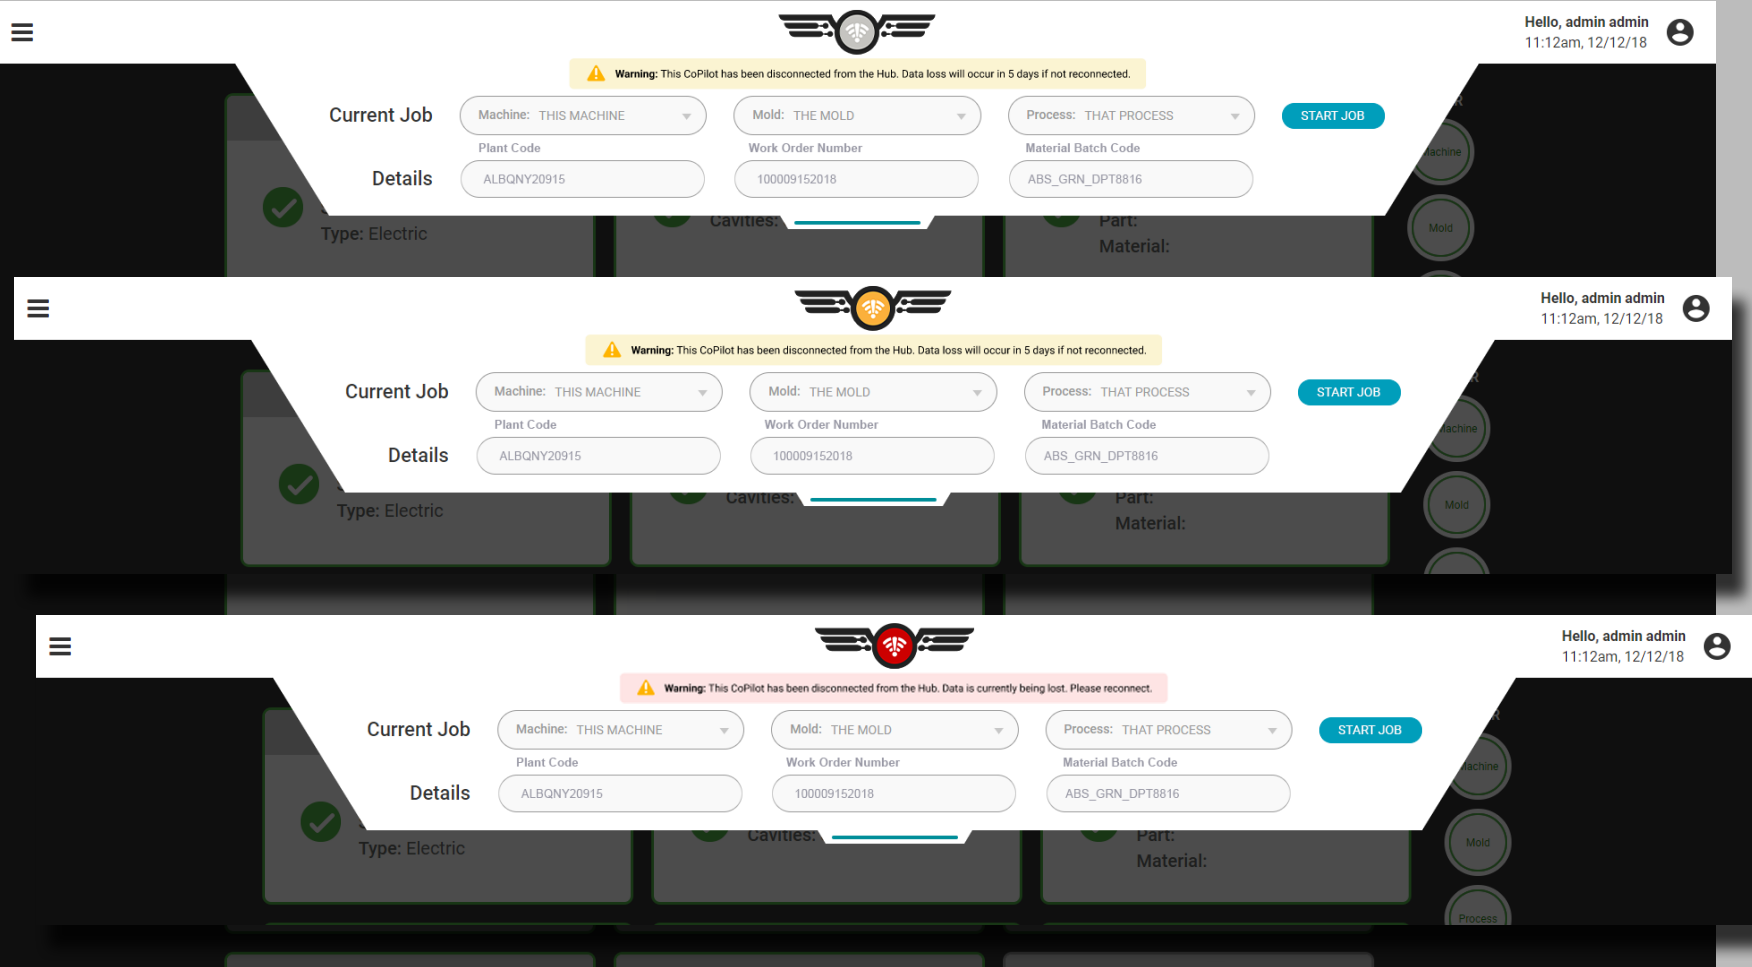 Hello, admin admin
11:12am, 12/12/18
Warning: This CoPilot has been disconnected from the Hub. Data loss will occur in 5 days if not reconnected.
Current Job
Machine: THIS MACHINE
Mold: THE MOLD
Process: THAT PROCESS
START JOB
Plant Code
Work Order Number
Material Batch Code
Details
ALBQNY20915
100009152018
ABS_GRN_DPT8816
Machine
Mold
Type: Electric
Cavities:
Part:
Material:
Hello, admin admin
11:12am, 12/12/18
Warning: This CoPilot has been disconnected from the Hub. Data loss will occur in 5 days if not reconnected.
Current Job
Machine: THIS MACHINE
Mold: THE MOLD
Process: THAT PROCESS
START JOB
Plant Code
Work Order Number
Material Batch Code
Details
ALBQNY20915
100009152018
ABS_GRN_DPT8816
Machine
Mold
Type: Electric
Cavities:
Part:
Material:
Hello, admin admin
11:12am, 12/12/18
Warning: This CoPilot has been disconnected from the Hub. Data is currently being lost. Please reconnect.
Current Job
Machine: THIS MACHINE
Mold: THE MOLD
Process: THAT PROCESS
START JOB
Plant Code
Work Order Number
Material Batch Code
Details
ALBQNY20915
100009152018
ABS_GRN_DPT8816
Machine
Mold
Process
Type: Electric
Cavities:
Part:
Material: